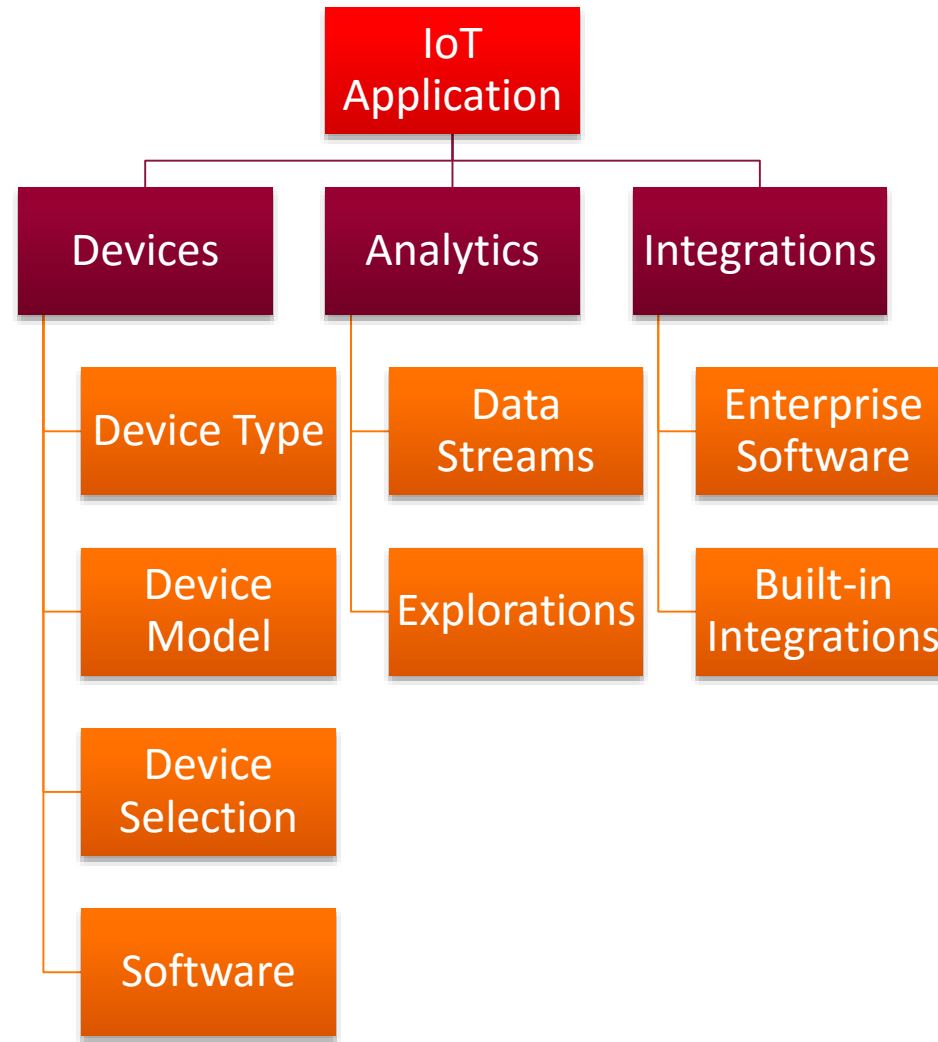 IoT
Application
Devices
Analytics
Integrations
Device Type
Data
Streams
Enterprise
Software
Device
Model
Explorations
Built-in
Integrations
Device
Selection
Software